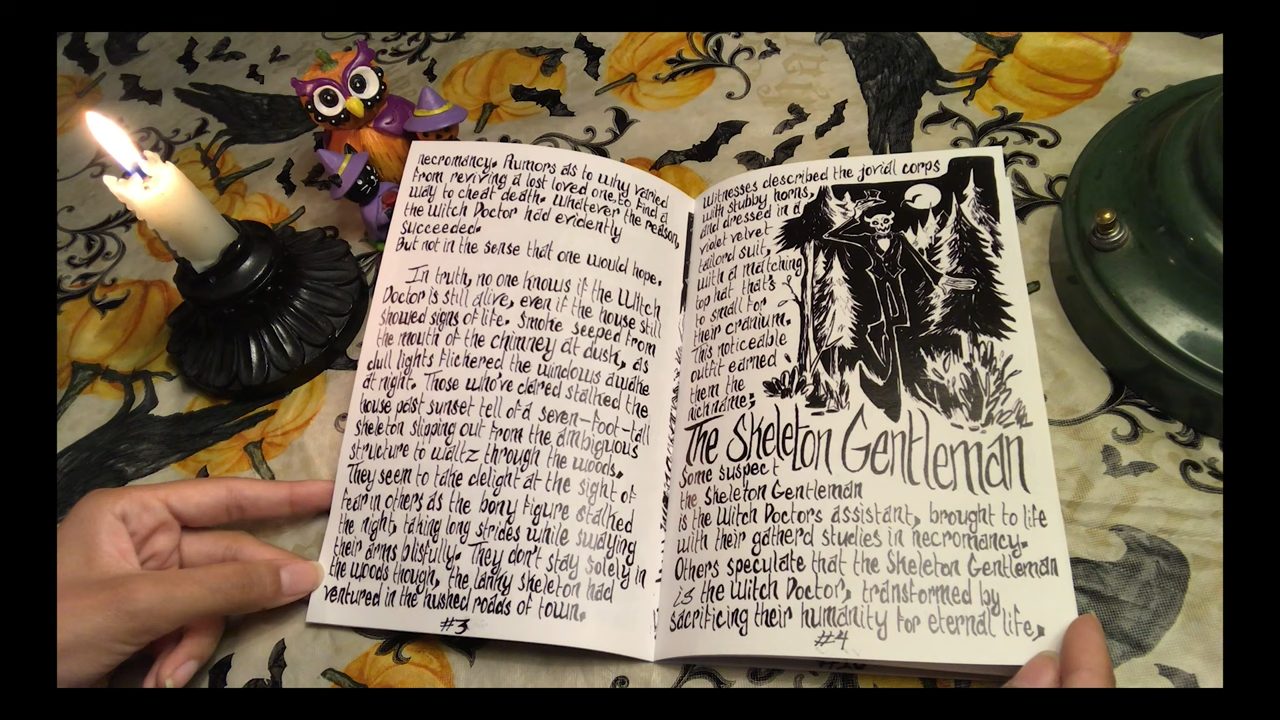 necromancy. Rumors as to why varied
from reviving a lost loved one, to find a
way to cheat death. Whatever the reason,
the Witch Doctor had evidently
succeeded.
But not in the sense that one would hope.
In truth, no one knows if the Witch
Doctor is still alive, even if the house still
showed signs of life. Smoke seeped from
the mouth of the chimney at dusk, as
dull lights flickered the windows awake
at night. Those who've dared stalked the
house past sunset tell of a seven-foot-tall
skeleton slipping out from the ambiguous
structure to waltz through the woods.
They seem to take delight at the sight of
fear in others as the bony figure stalked
the night, taking long strides while swaying
their arms blissfully. They don't stay solely in
the woods though, the lanky skeleton had
ventured in the hushed roads of town.
#3
Witnesses described the jovial corps
with stubby horns,
and dressed in a
violet velvet
tailord suit,
with a matching
top hat that's
to small for
their cranium.
This noticeable
outfit earned
them the
nickname;
The Skeleton Gentleman
Some suspect
the Skeleton Gentleman
is the Witch Doctors assistant, brought to life
with their gatherd studies in necromancy.
Others speculate that the Skeleton Gentleman
is the Witch Doctor, transformed by
sacrificing their humanity for eternal life.
#4